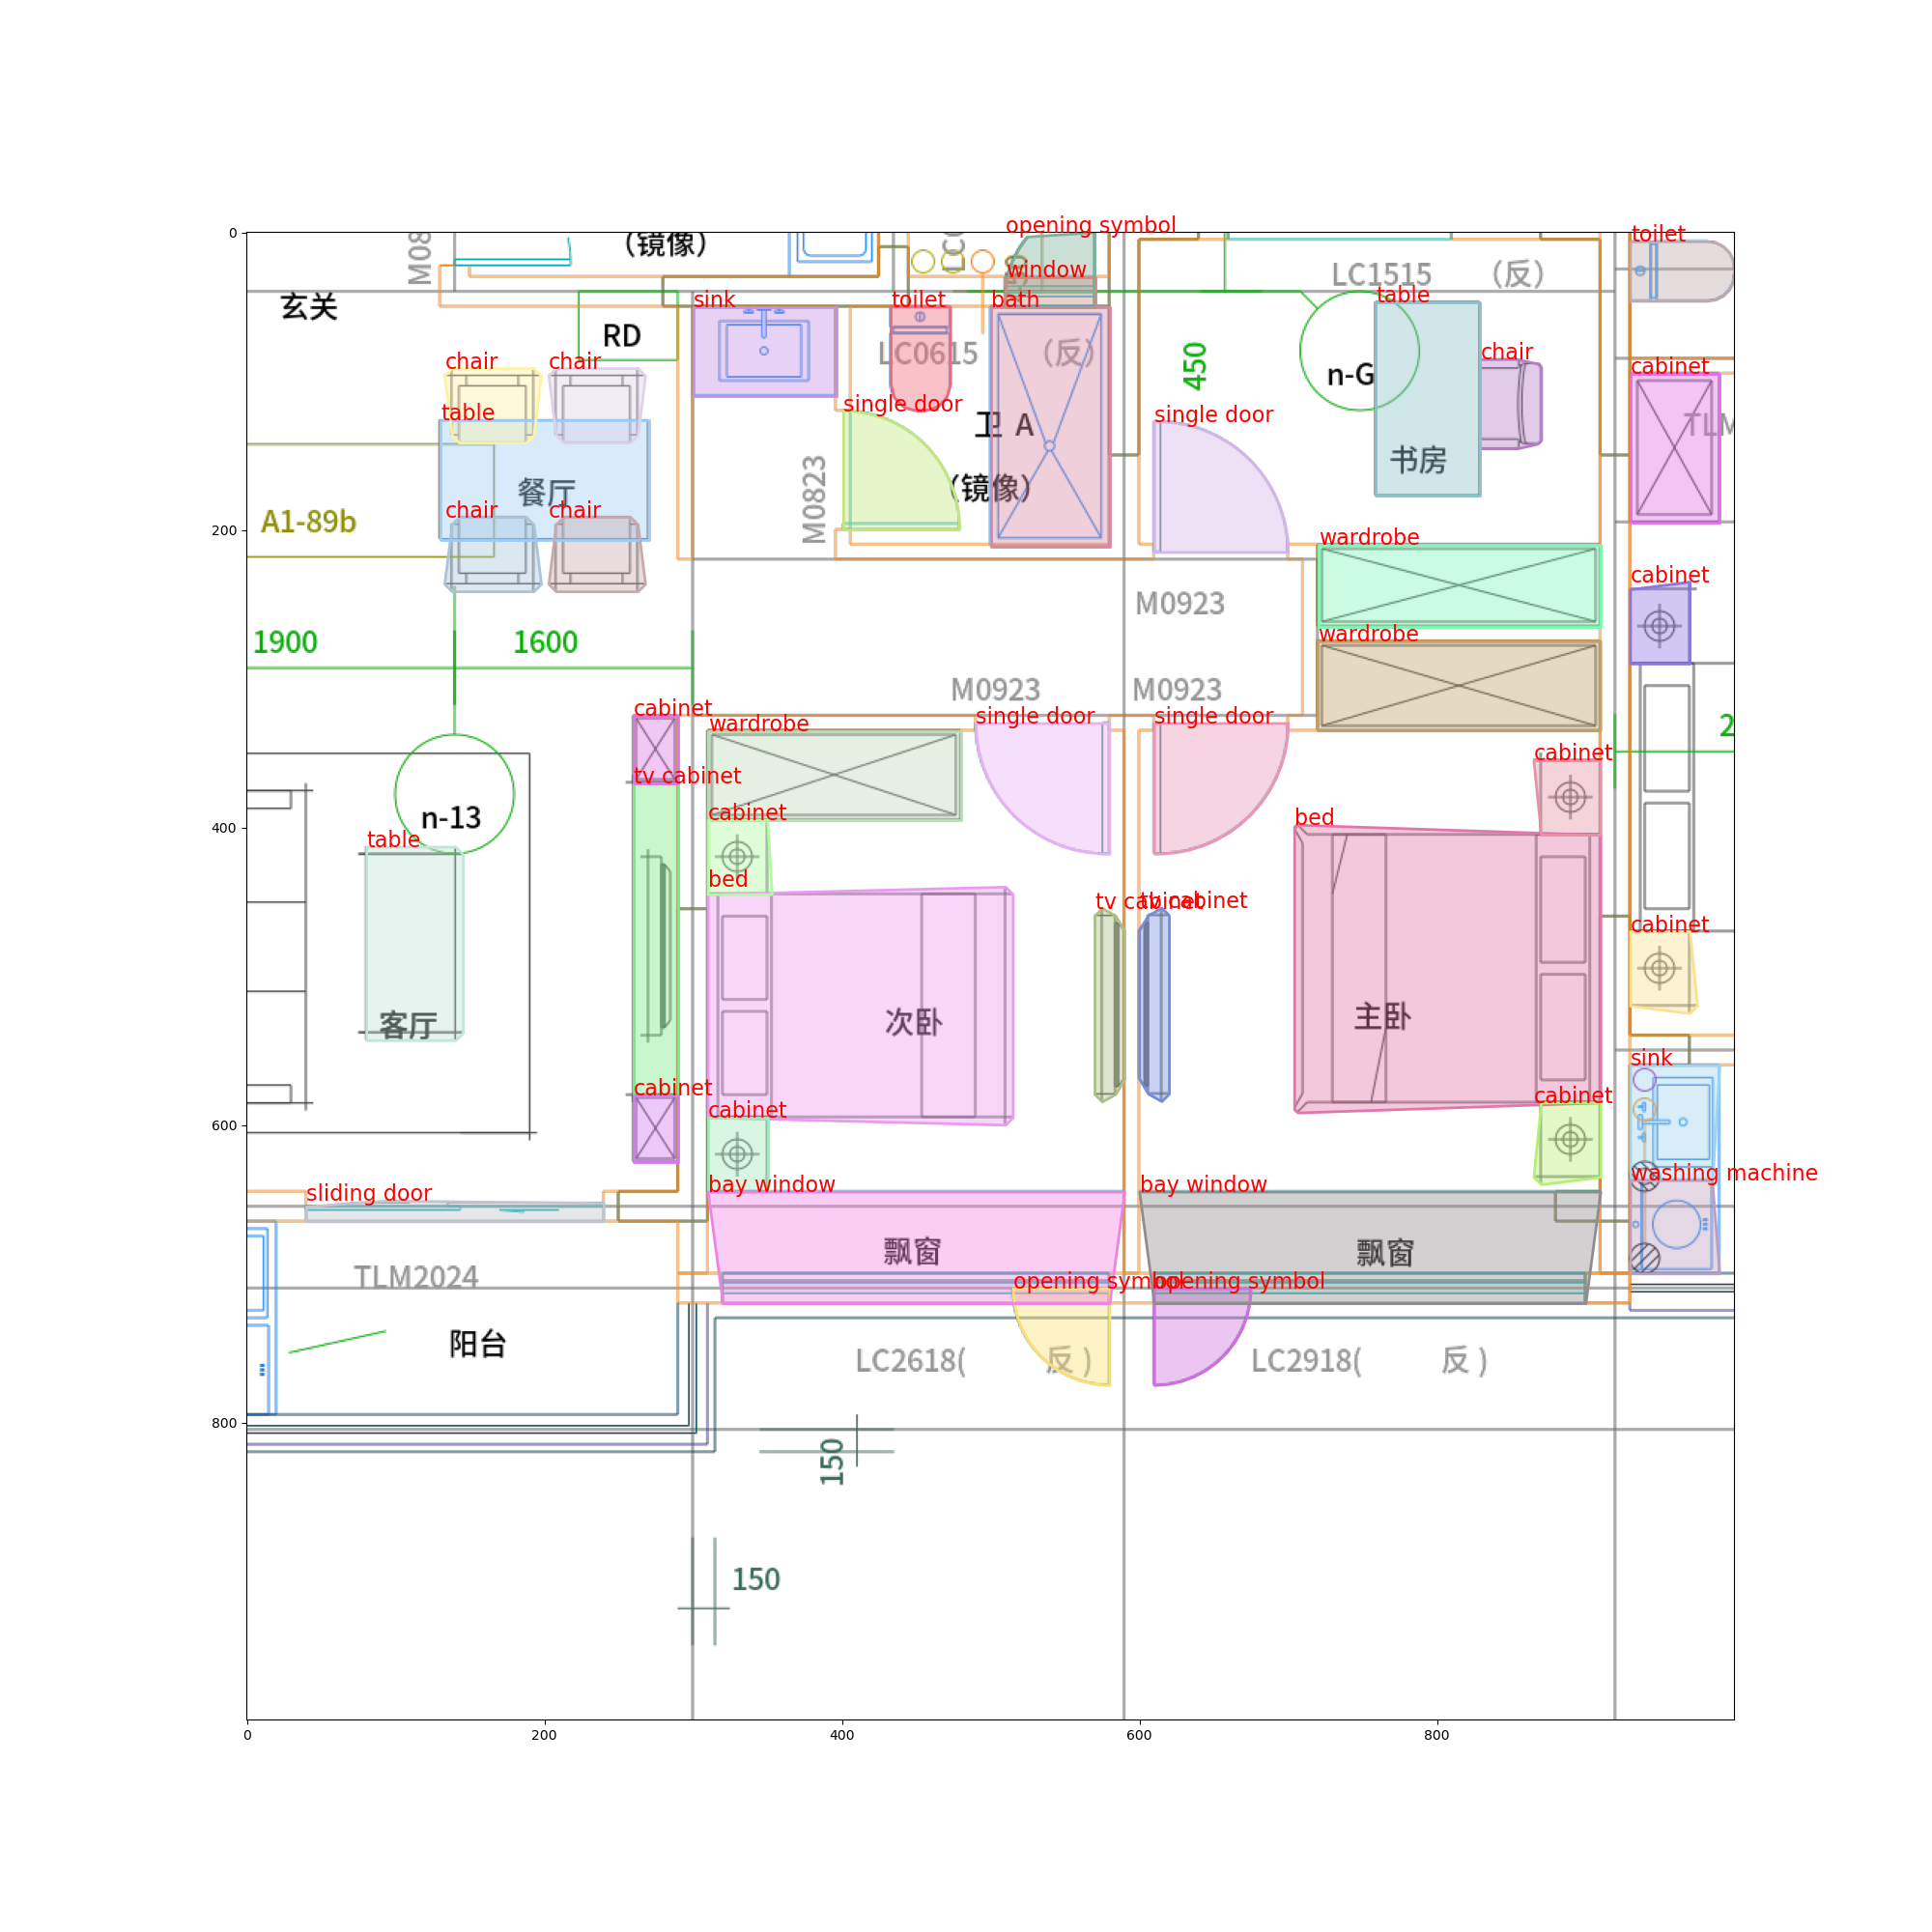 0
200
400
600
800
0
200
400
600
800
M08
（镜像）
opening symbol
toilet
玄关
window
LC1515 （反）
sink
toilet
bath
table
RD
LC0615 （反）
450
n-G
chair
cabinet
chair
chair
table
single door
single door
卫 A
TLM
书房
餐厅
M0823
（镜像）
A1-89b
chair
chair
wardrobe
cabinet
M0923
1900
1600
wardrobe
M0923
M0923
cabinet
wardrobe
single door
single door
2
tv cabinet
cabinet
n-13
cabinet
bed
table
bed
tv cabinet
tv cabinet
cabinet
客厅
次卧
主卧
sink
cabinet
cabinet
cabinet
washing machine
sliding door
bay window
bay window
飘窗
飘窗
TLM2024
opening symbol
opening symbol
阳台
LC2618( 反 )
LC2918( 反 )
150
150